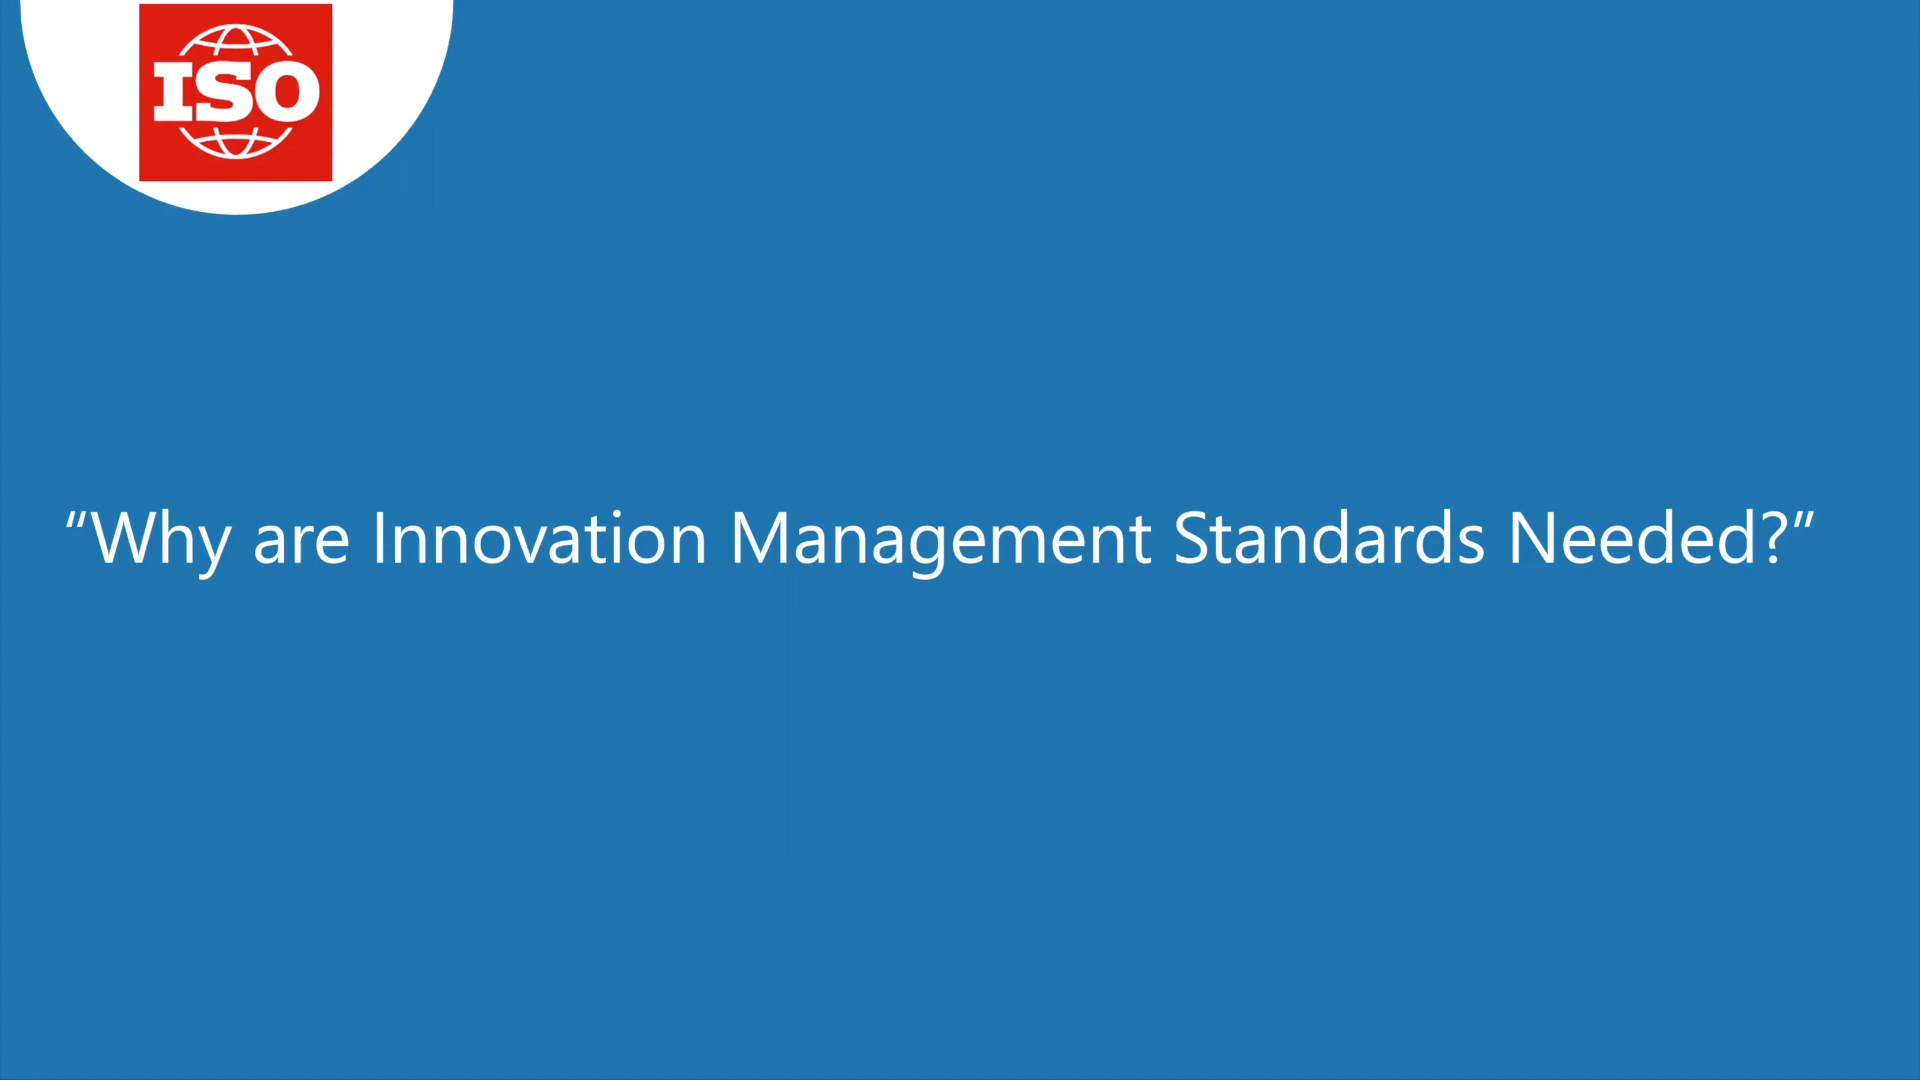 ISO
“Why are Innovation Management Standards Needed?”